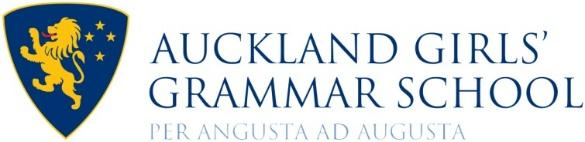 AUCKLAND GIRLS'
GRAMMAR SCHOOL
PER ANGUSTA AD AUGUSTA